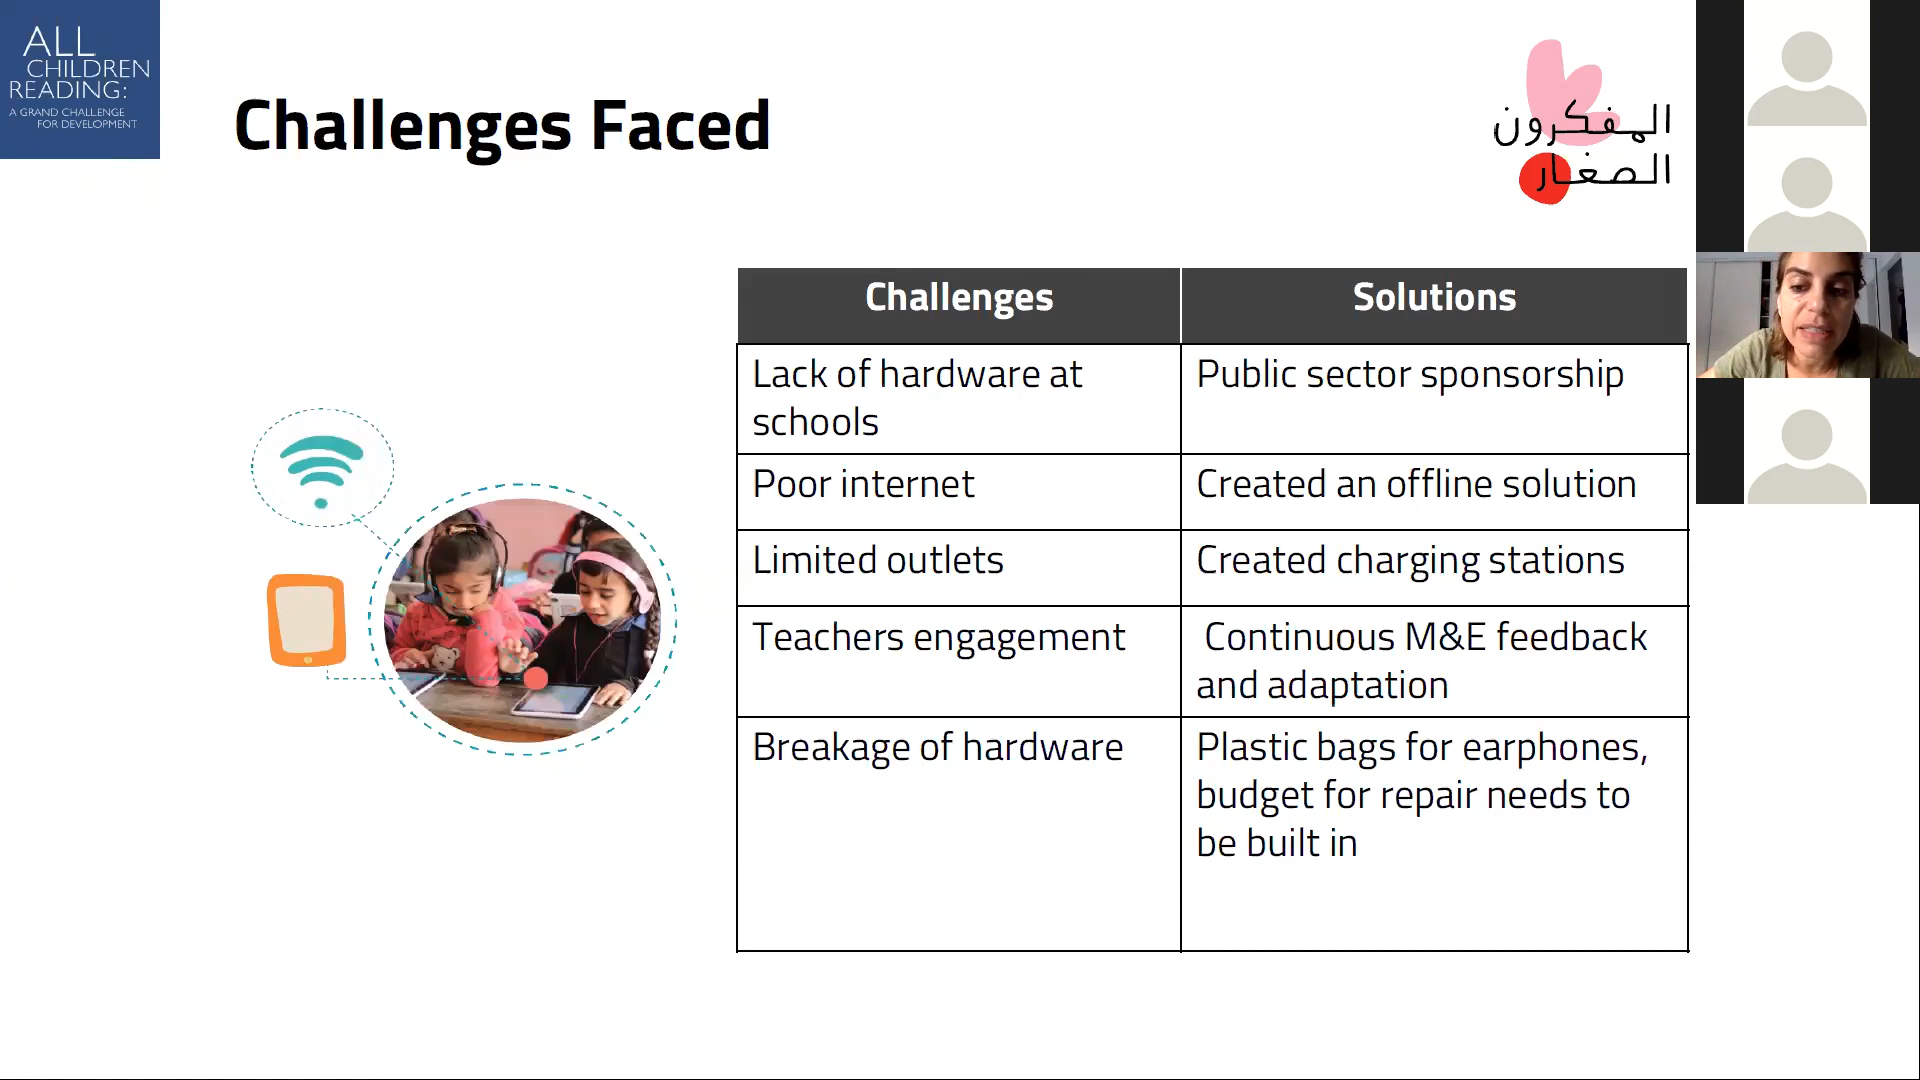 ALL
CHILDREN
READING:
A GRAND CHALLENGE
FOR DEVELOPMENT
Challenges Faced
المفكرون
الصغار
Challenges
Solutions
Lack of hardware at
schools
Public sector sponsorship
Poor internet
Created an offline solution
Limited outlets
Created charging stations
Teachers engagement
Continuous M&E feedback
and adaptation
Breakage of hardware
Plastic bags for earphones,
budget for repair needs to
be built in